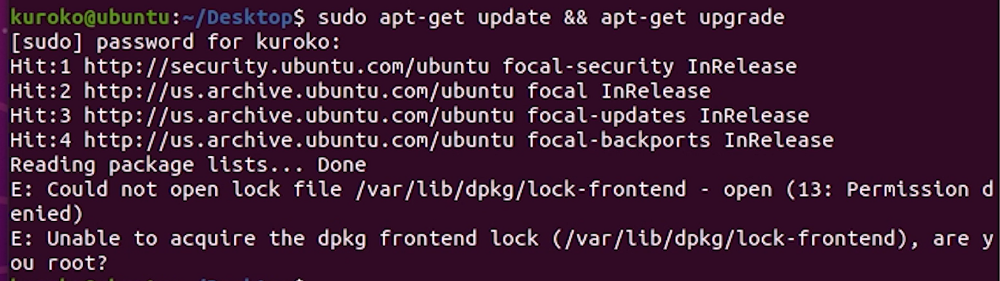 kuroko@ubuntu:~/Desktop$ sudo apt-get update && apt-get upgrade
[sudo] password for kuroko:
Hit:1 http://security.ubuntu.com/ubuntu focal-security InRelease
Hit:2 http://us.archive.ubuntu.com/ubuntu focal InRelease
Hit:3 http://us.archive.ubuntu.com/ubuntu focal-updates InRelease
Hit:4 http://us.archive.ubuntu.com/ubuntu focal-backports InRelease
Reading package lists... Done
E: Could not open lock file /var/lib/dpkg/lock-frontend - open (13: Permission d
enied)
E: Unable to acquire the dpkg frontend lock (/var/lib/dpkg/lock-frontend), are y
ou root?